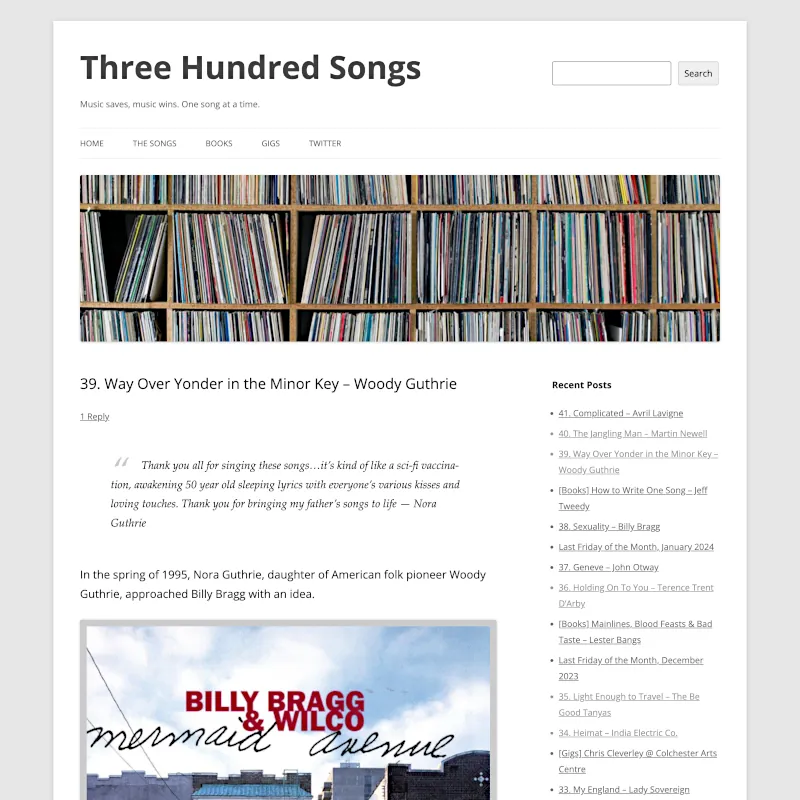 Three Hundred Songs
Search
Music saves, music wins. One song at a time.
HOME
THE SONGS
BOOKS
GIGS
TWITTER
39. Way Over Yonder in the Minor Key – Woody Guthrie
1 Reply
“ Thank you all for singing these songs…it’s kind of like a sci-fi vaccina-
tion, awakening 50 year old sleeping lyrics with everyone’s various kisses and
loving touches. Thank you for bringing my father’s songs to life — Nora
Guthrie
In the spring of 1995, Nora Guthrie, daughter of American folk pioneer Woody
Guthrie, approached Billy Bragg with an idea.
BILLY BRAGG
& WILCO
mermaid avenue
Recent Posts
41. Complicated – Avril Lavigne
40. The Jangling Man – Martin Newell
39. Way Over Yonder in the Minor Key –
Woody Guthrie
[Books] How to Write One Song – Jeff
Tweedy
38. Sexuality – Billy Bragg
Last Friday of the Month, January 2024
37. Geneve – John Otway
36. Holding On To You – Terence Trent
D’Arby
[Books] Mainlines, Blood Feasts & Bad
Taste – Lester Bangs
Last Friday of the Month, December
2023
35. Light Enough to Travel – The Be
Good Tanyas
34. Heimat – India Electric Co.
[Gigs] Chris Cleverley @ Colchester Arts
Centre
33. My England – Lady Sovereign